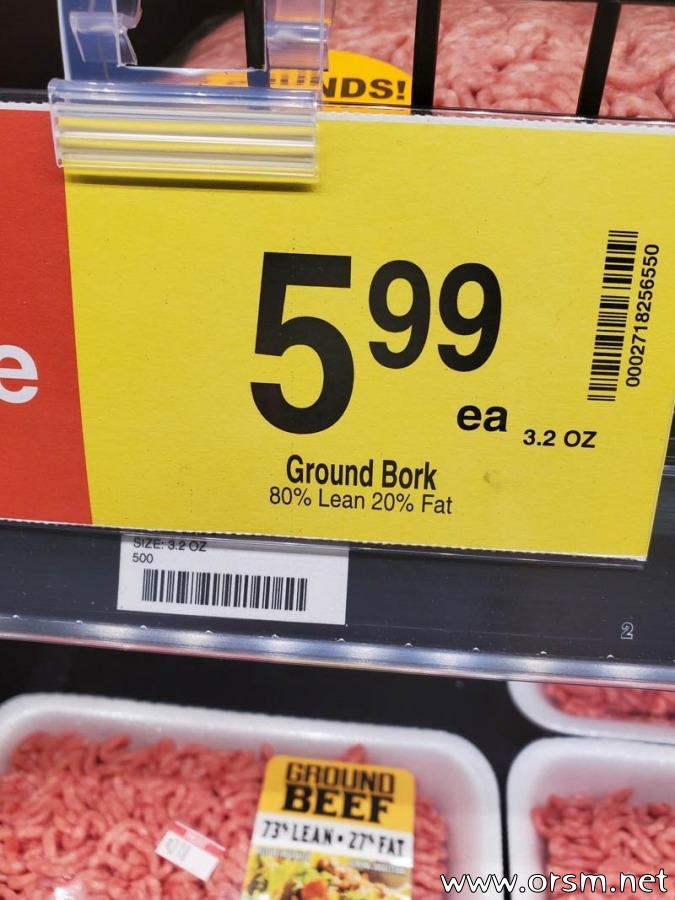 NDS!
e
5 99
ea 3.2 OZ
0002718256550
Ground Bork
80% Lean 20% Fat
SIZE: 3.2 OZ
500
2
GROUND
BEEF
73% LEAN • 27% FAT
www.orsm.net